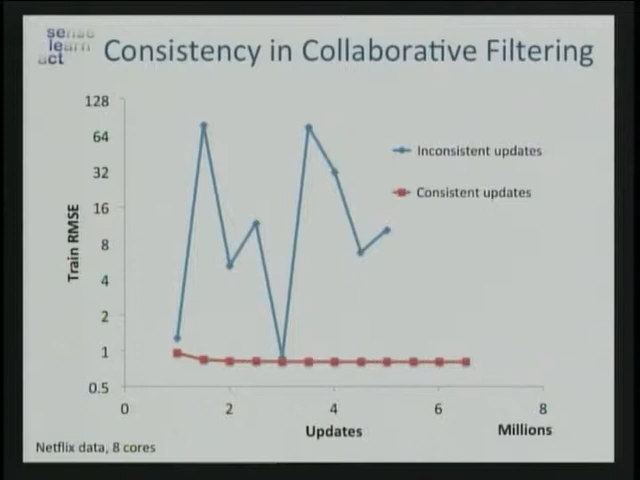 sense
learn
act
Consistency in Collaborative Filtering
128
64
32
16
8
4
2
1
0.5
Train RMSE
Inconsistent updates
Consistent updates
0 2 4 6 8
Updates
Millions
Netflix data, 8 cores